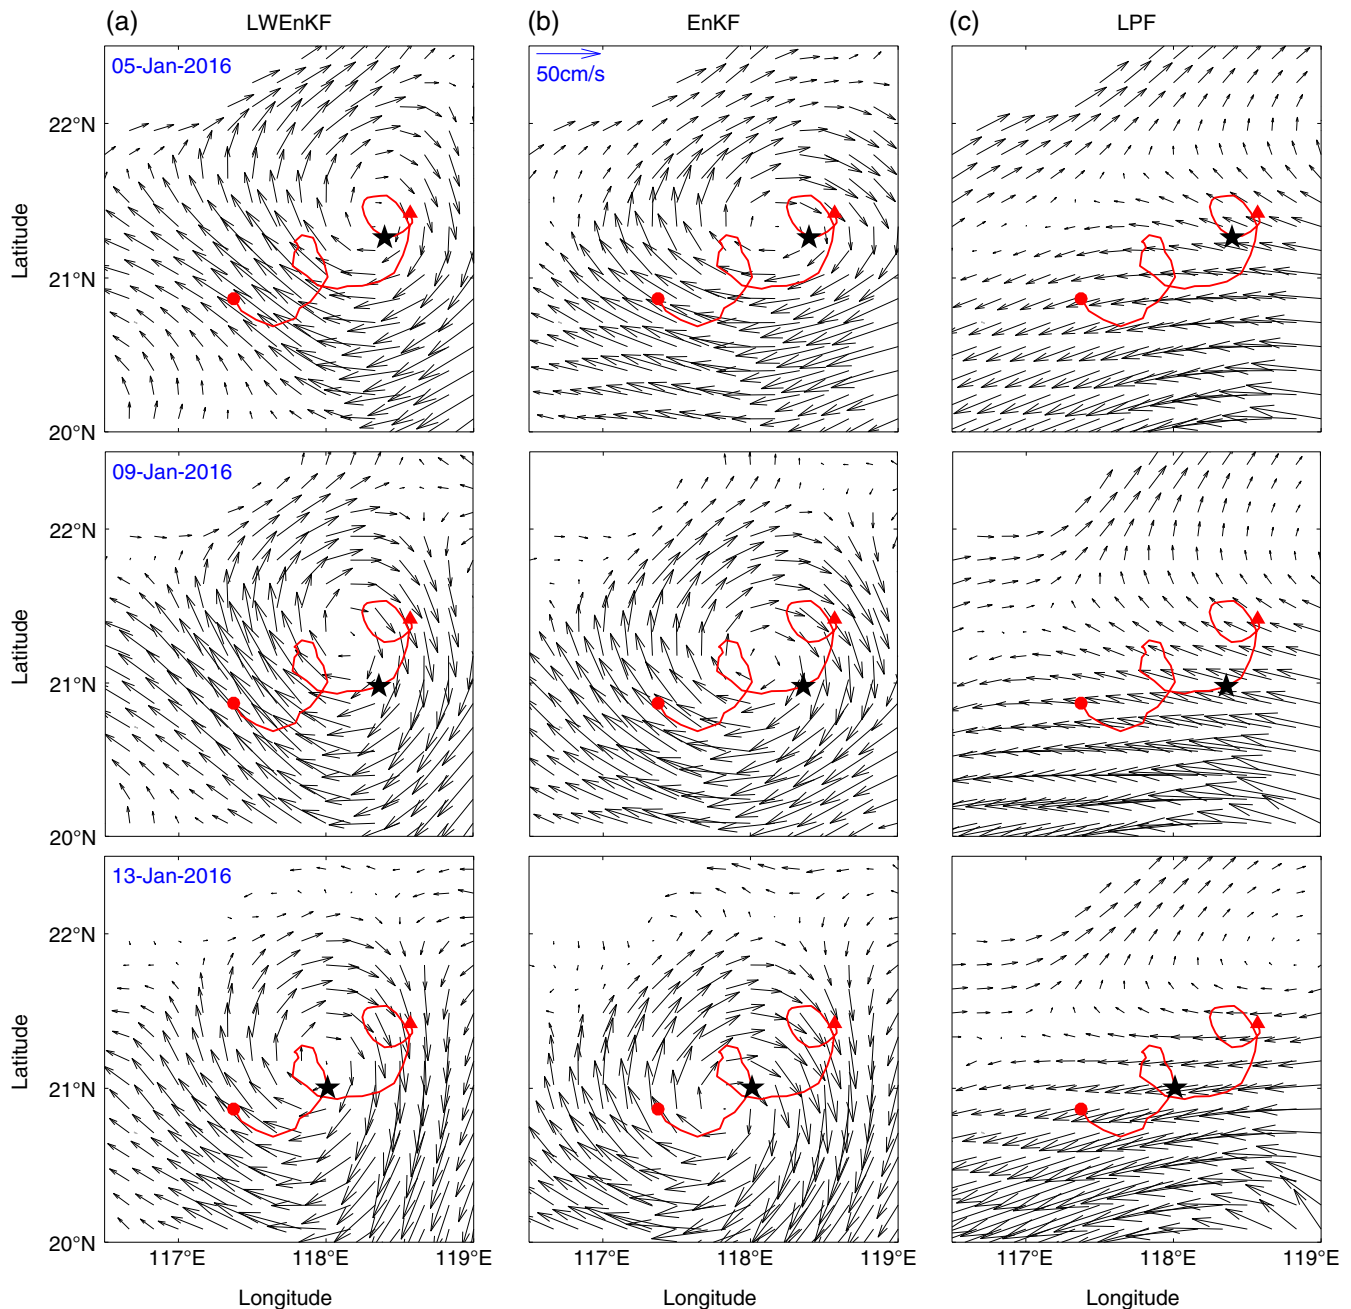 (a) LWEnKF
(b) EnKF
(c) LPF
05-Jan-2016
50cm/s
22°N
21°N
20°N
Latitude
09-Jan-2016
22°N
21°N
20°N
Latitude
13-Jan-2016
22°N
21°N
20°N
Latitude
117°E 118°E 119°E
117°E 118°E 119°E
117°E 118°E 119°E
Longitude
Longitude
Longitude